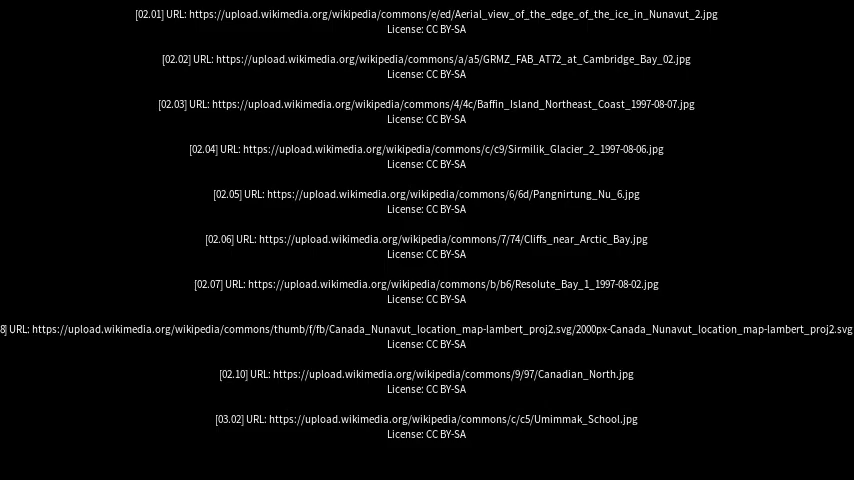 [02.01] URL: https://upload.wikimedia.org/wikipedia/commons/e/ed/Aerial_view_of_the_edge_of_the_ice_in_Nunavut_2.jpg
License: CC BY-SA
[02.02] URL: https://upload.wikimedia.org/wikipedia/commons/a/a5/GRMZ_FAB_AT72_at_Cambridge_Bay_02.jpg
License: CC BY-SA
[02.03] URL: https://upload.wikimedia.org/wikipedia/commons/4/4c/Baffin_Island_Northeast_Coast_1997-08-07.jpg
License: CC BY-SA
[02.04] URL: https://upload.wikimedia.org/wikipedia/commons/c/c9/Sirmilik_Glacier_2_1997-08-06.jpg
License: CC BY-SA
[02.05] URL: https://upload.wikimedia.org/wikipedia/commons/6/6d/Pangnirtung_Nu_6.jpg
License: CC BY-SA
[02.06] URL: https://upload.wikimedia.org/wikipedia/commons/7/74/Cliffs_near_Arctic_Bay.jpg
License: CC BY-SA
[02.07] URL: https://upload.wikimedia.org/wikipedia/commons/b/b6/Resolute_Bay_1_1997-08-02.jpg
License: CC BY-SA
8] URL: https://upload.wikimedia.org/wikipedia/commons/thumb/f/fb/Canada_Nunavut_location_map-lambert_proj2.svg/2000px-Canada_Nunavut_location_map-lambert_proj2.svg
License: CC BY-SA
[02.10] URL: https://upload.wikimedia.org/wikipedia/commons/9/97/Canadian_North.jpg
License: CC BY-SA
[03.02] URL: https://upload.wikimedia.org/wikipedia/commons/c/c5/Umimmak_School.jpg
License: CC BY-SA